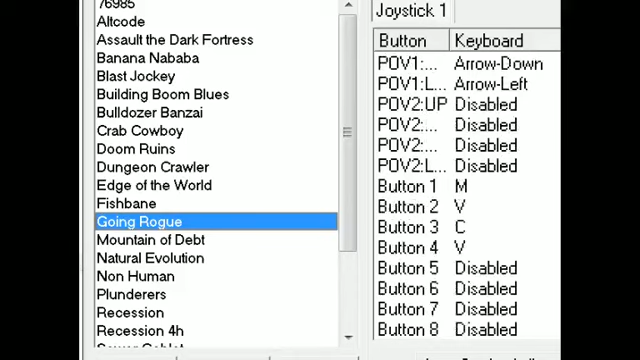 76985
Altcode
Assault the Dark Fortress
Banana Nababa
Blast Jockey
Building Boom Blues
Bulldozer Banzai
Crab Cowboy
Doom Ruins
Dungeon Crawler
Edge of the World
Fishbane
Going Rogue
Mountain of Debt
Natural Evolution
Non Human
Plunderers
Recession
Recession 4h
Joystick 1
Button Keyboard
POV1:... Arrow-Down
POV1:L... Arrow-Left
POV2:UP Disabled
POV2:... Disabled
POV2:... Disabled
POV2:L... Disabled
Button 1 M
Button 2 V
Button 3 C
Button 4 V
Button 5 Disabled
Button 6 Disabled
Button 7 Disabled
Button 8 Disabled